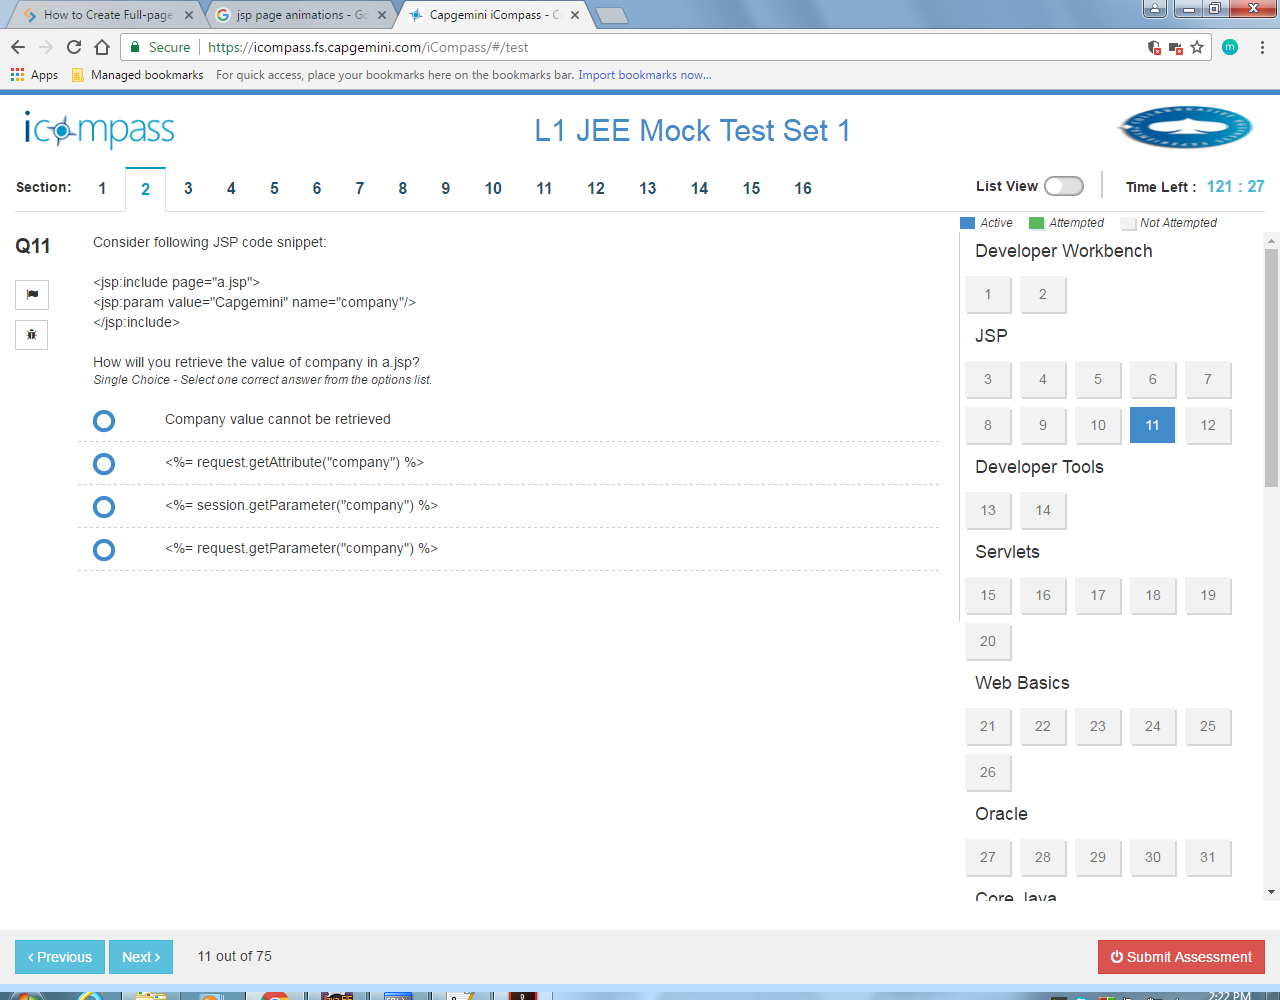 How to Create Full-page
jsp page animations - Go
Capgemini iCompass - C
Secure
https://icompass.fs.capgemini.com/iCompass/#/test
m
Apps
Managed bookmarks
For quick access, place your bookmarks here on the bookmarks bar. Import bookmarks now...
icompass
L1 JEE Mock Test Set 1
Section: 1 2 3 4 5 6 7 8 9 10 11 12 13 14 15 16
List View
Time Left : 121 : 27
Active Attempted Not Attempted
Q11
Consider following JSP code snippet:
<jsp:include page="a.jsp">
<jsp:param value="Capgemini" name="company"/>
</jsp:include>
How will you retrieve the value of company in a.jsp?
Single Choice - Select one correct answer from the options list.
Company value cannot be retrieved
<%= request.getAttribute("company") %>
<%= session.getParameter("company") %>
<%= request.getParameter("company") %>
Developer Workbench
1 2
JSP
3 4 5 6 7
8 9 10 11 12
Developer Tools
13 14
Servlets
15 16 17 18 19
20
Web Basics
21 22 23 24 25
26
Oracle
27 28 29 30 31
Core Java
Previous
Next
11 out of 75
Submit Assessment
2:22 PM